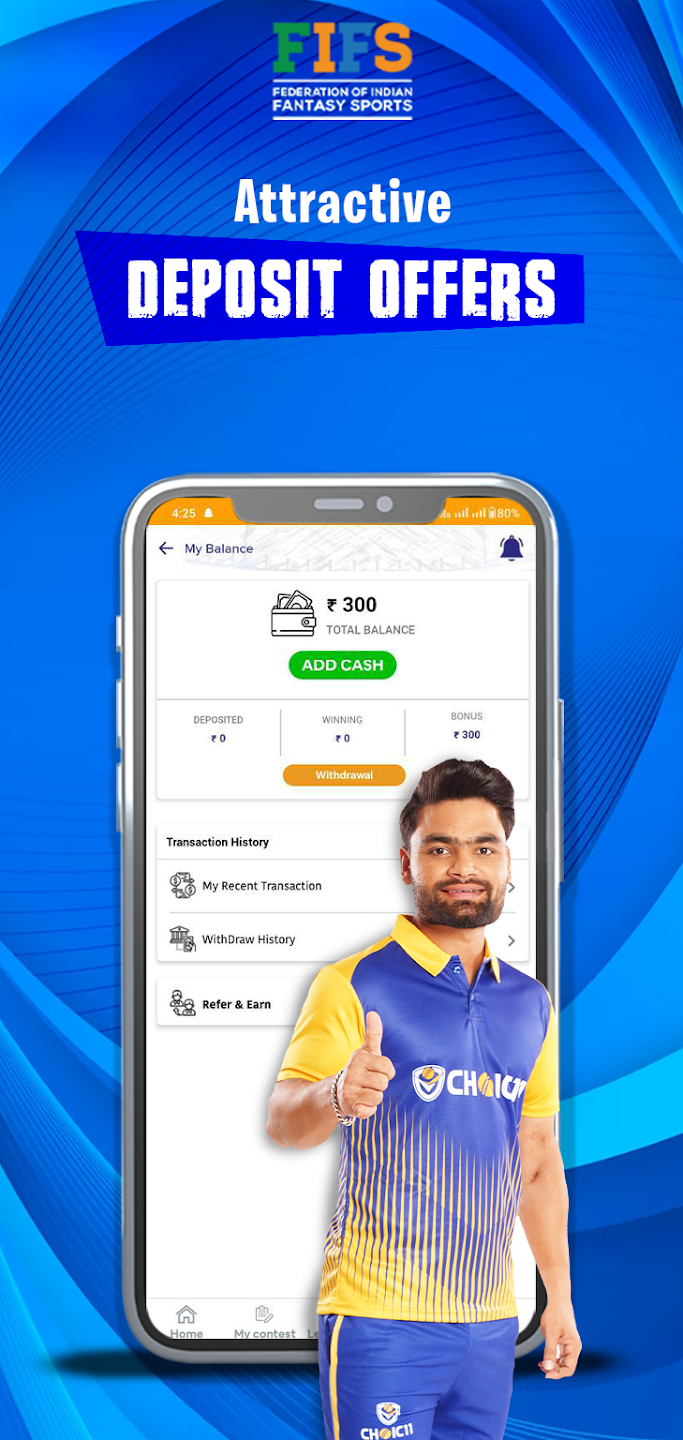 FIFS
FEDERATION OF INDIAN
FANTASY SPORTS
Attractive
DEPOSIT OFFERS
4:25 80%
My Balance
₹ 300
TOTAL BALANCE
ADD CASH
DEPOSITED WINNING BONUS
₹ 0 ₹ 0 ₹ 300
Withdrawal
Transaction History
My Recent Transaction
WithDraw History
Refer & Earn
CHOIC11
Home My contest Le
CHOIC11